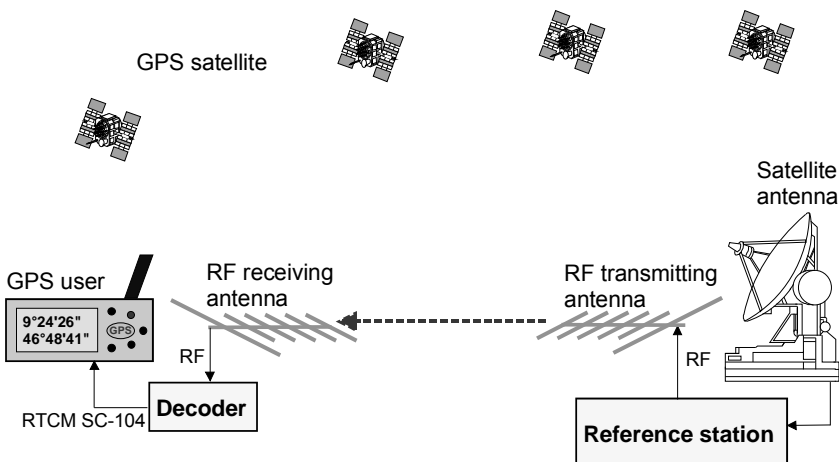 GPS satellite
Satellite
antenna
GPS user
RF receiving
antenna
RF transmitting
antenna
9°24'26"
46°48'41"
GPS
RF
RF
RTCM SC-104
Decoder
Reference station